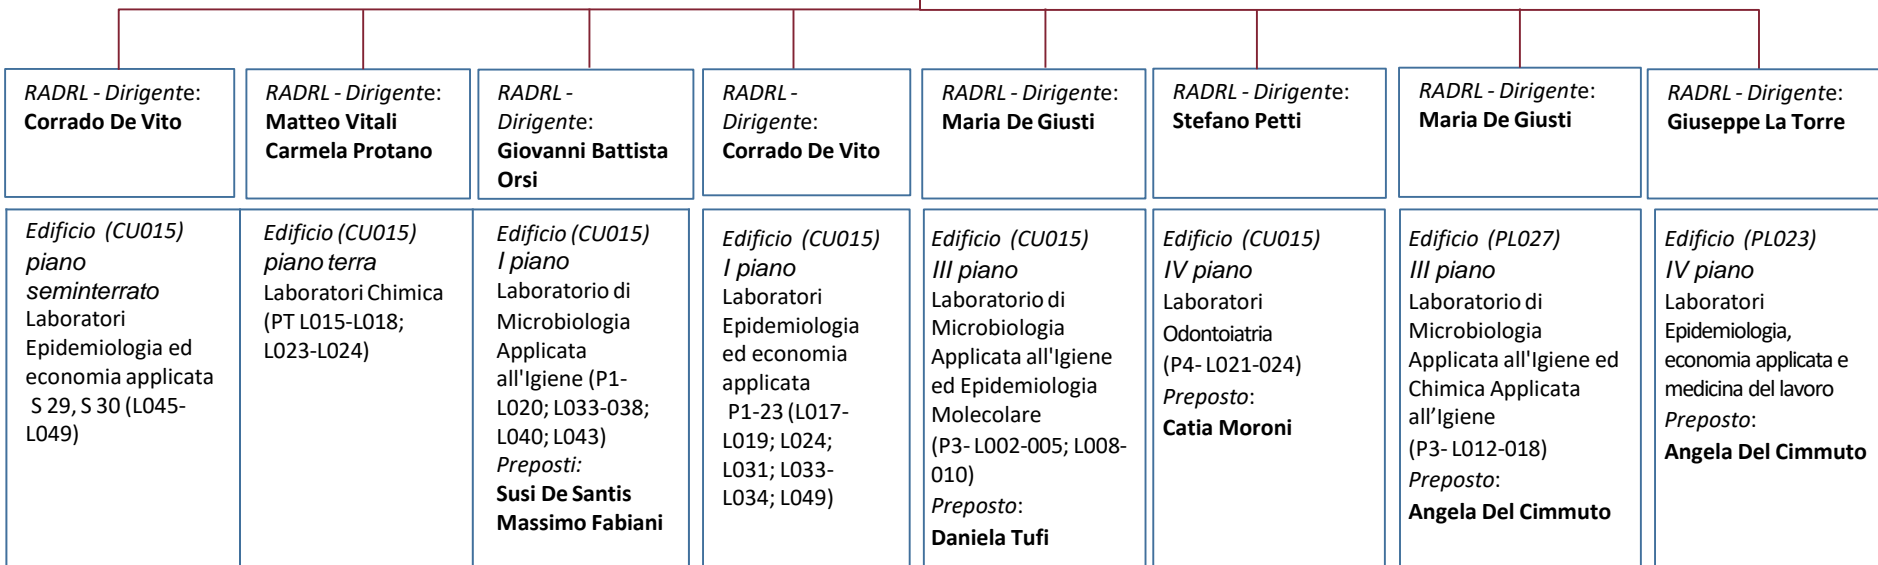 RADRL - Dirigente:
Corrado De Vito
RADRL - Dirigente:
Matteo Vitali
Carmela Protano
RADRL -
Dirigente:
Giovanni Battista
Orsi
RADRL -
Dirigente:
Corrado De Vito
RADRL - Dirigente:
Maria De Giusti
RADRL - Dirigente:
Stefano Petti
RADRL - Dirigente:
Maria De Giusti
RADRL - Dirigente:
Giuseppe La Torre
Edificio (CU015)
piano
seminterrato
Laboratori
Epidemiologia ed
economia applicata
S 29, S 30 (L045-
L049)
Edificio (CU015)
piano terra
Laboratori Chimica
(PT L015-L018;
L023-L024)
Edificio (CU015)
I piano
Laboratorio di
Microbiologia
Applicata
all'Igiene (P1-
L020; L033-038;
L040; L043)
Preposti:
Susi De Santis
Massimo Fabiani
Edificio (CU015)
I piano
Laboratori
Epidemiologia
ed economia
applicata
P1-23 (L017-
L019; L024;
L031; L033-
L034; L049)
Edificio (CU015)
III piano
Laboratorio di
Microbiologia
Applicata all'Igiene
ed Epidemiologia
Molecolare
(P3- L002-005; L008-
010)
Preposto:
Daniela Tufi
Edificio (CU015)
IV piano
Laboratori
Odontoiatria
(P4- L021-024)
Preposto:
Catia Moroni
Edificio (PL027)
III piano
Laboratorio di
Microbiologia
Applicata all'Igiene ed
Chimica Applicata
all’Igiene
(P3- L012-018)
Preposto:
Angela Del Cimmuto
Edificio (PL023)
IV piano
Laboratori
Epidemiologia,
economia applicata e
medicina del lavoro
Preposto:
Angela Del Cimmuto